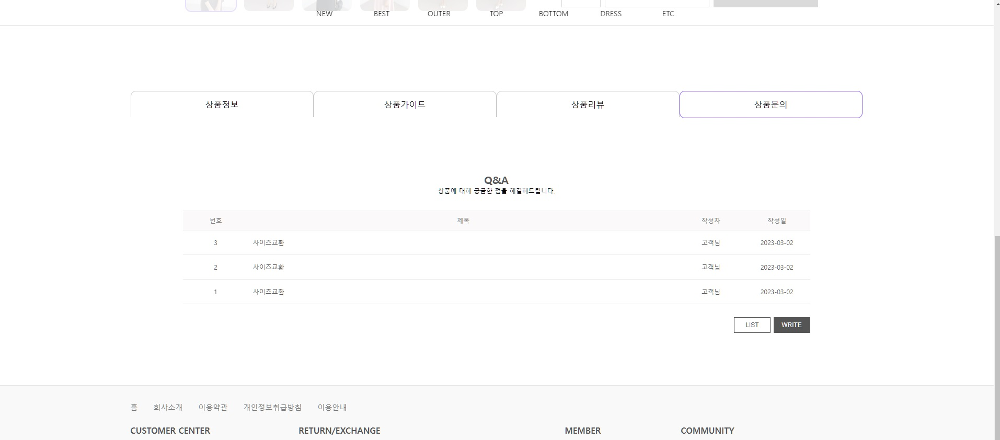 NEW BEST OUTER TOP BOTTOM DRESS ETC
상품정보 상품가이드 상품리뷰 상품문의
Q&A
상품에 대해 궁금한 점을 해결해드립니다.
번호 제목 작성자 작성일
3 사이즈교환 고객님 2023-03-02
2 사이즈교환 고객님 2023-03-02
1 사이즈교환 고객님 2023-03-02
LIST WRITE
홈 회사소개 이용약관 개인정보취급방침 이용안내
CUSTOMER CENTER RETURN/EXCHANGE MEMBER COMMUNITY